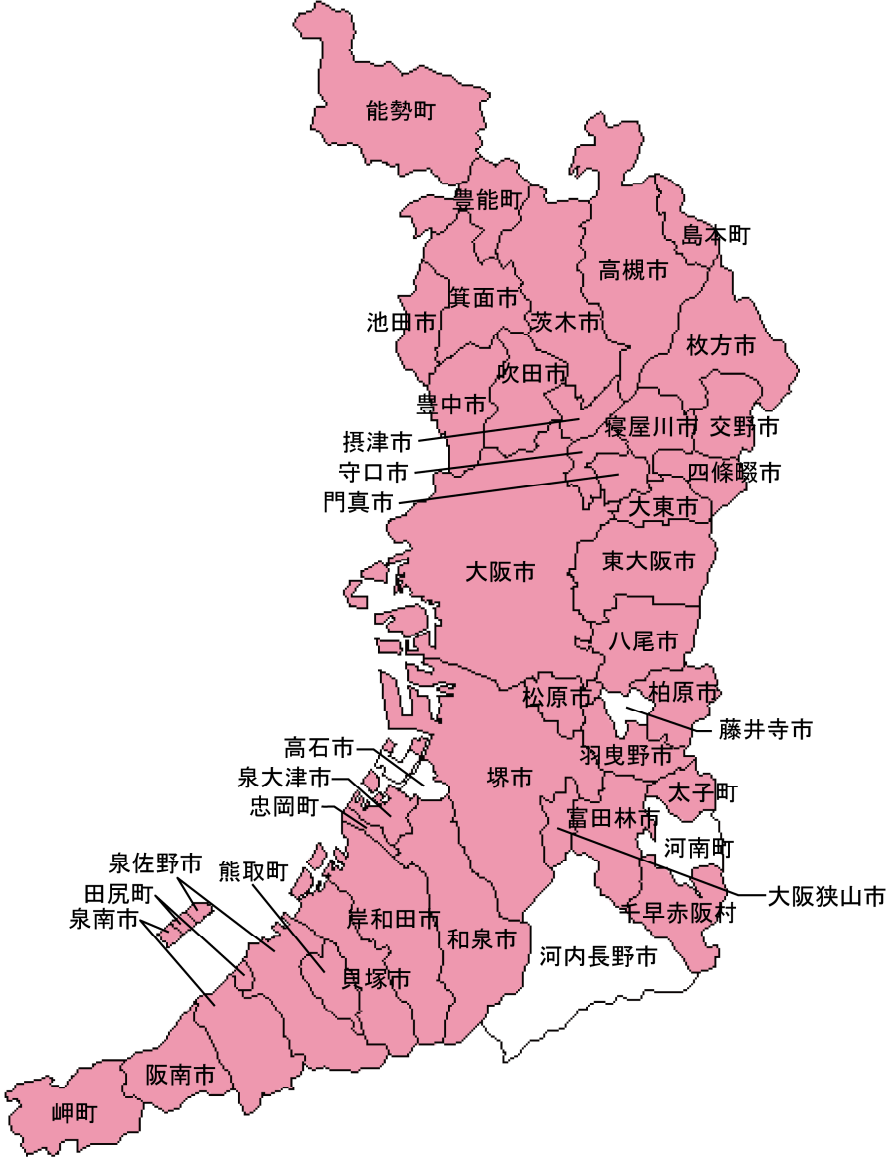 能勢町
豊能町
島本町
高槻市
箕面市
池田市
茨木市
枚方市
吹田市
豊中市
寝屋川市
交野市
摂津市
守口市
四條畷市
門真市
大東市
東大阪市
大阪市
八尾市
松原市
柏原市
藤井寺市
高石市
羽曳野市
泉大津市
堺市
太子町
忠岡町
富田林市
河南町
泉佐野市
熊取町
田尻町
大阪狭山市
泉南市
岸和田市
千早赤阪村
和泉市
河内長野市
貝塚市
阪南市
岬町